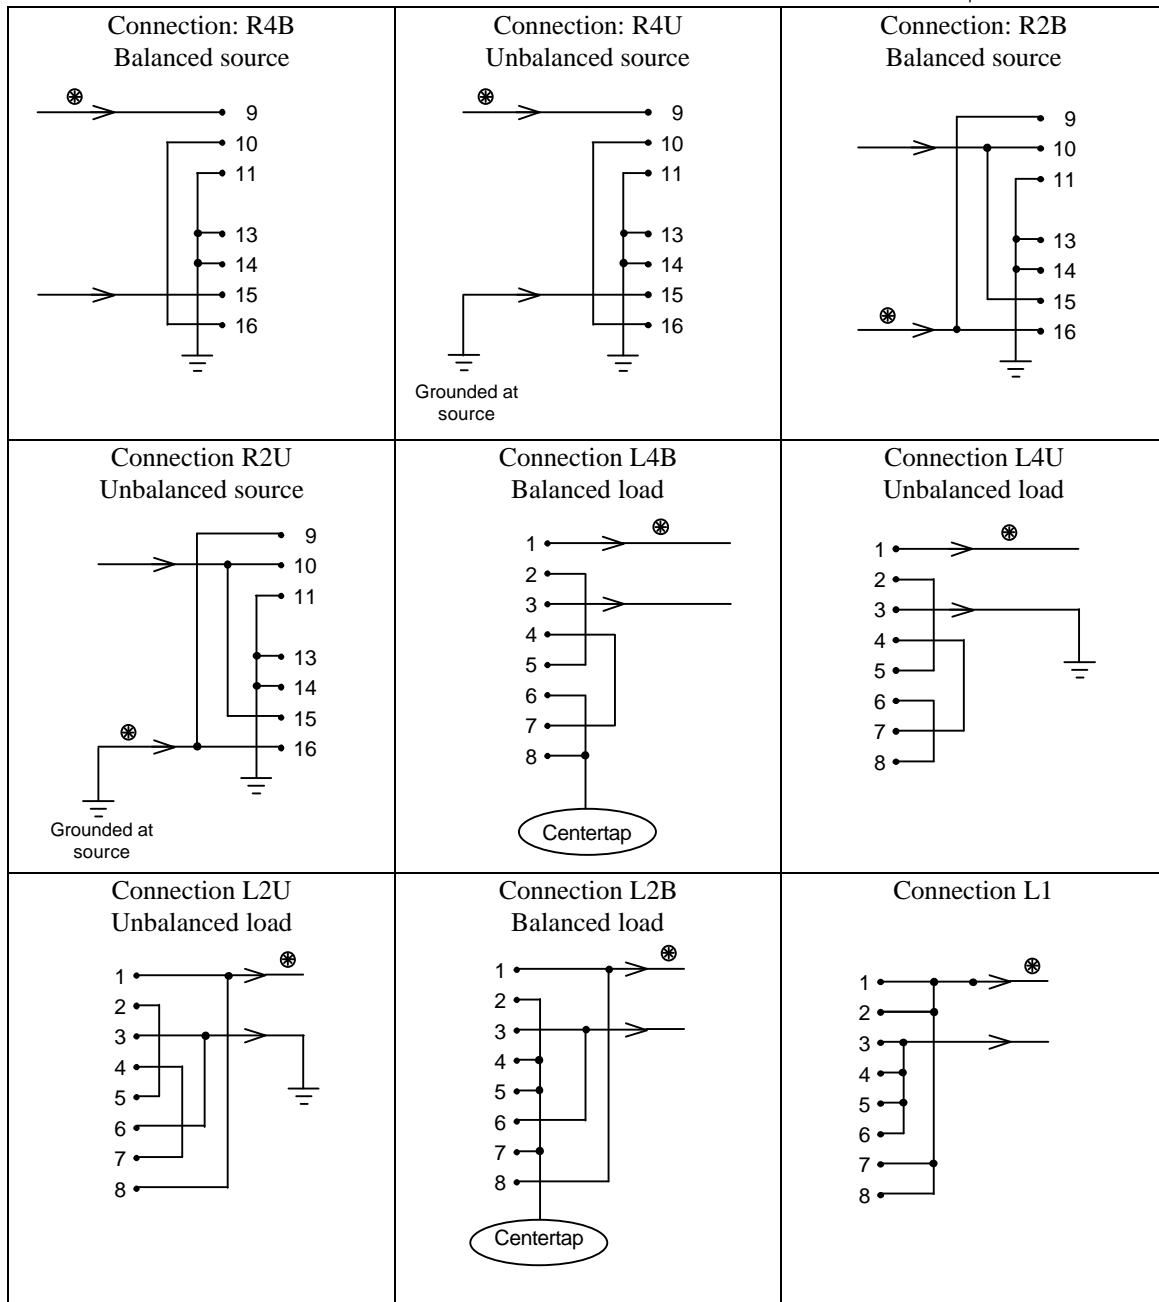 Connection: R4B
Balanced source
9
10
11
13
14
15
16
Connection: R4U
Unbalanced source
9
10
11
13
14
15
16
Grounded at
source
Connection: R2B
Balanced source
9
10
11
13
14
15
16
Connection R2U
Unbalanced source
9
10
11
13
14
15
16
Grounded at
source
Connection L4B
Balanced load
1
2
3
4
5
6
7
8
Centertap
Connection L4U
Unbalanced load
1
2
3
4
5
6
7
8
Connection L2U
Unbalanced load
1
2
3
4
5
6
7
8
Connection L2B
Balanced load
1
2
3
4
5
6
7
8
Centertap
Connection L1
1
2
3
4
5
6
7
8